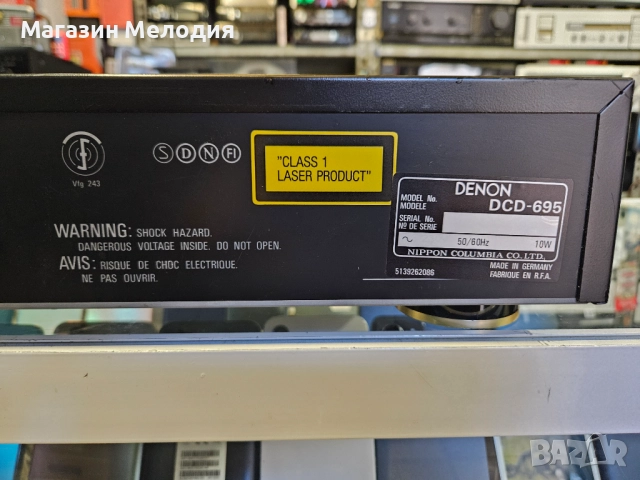 Магазин Мелодия
Vfg 243
S D N FI
"CLASS 1
LASER PRODUCT"
DENON
MODEL No.
MODELE
DCD-695
SERIAL No.
Nº DE SÉRIE
~ 50/60Hz 10W
NIPPON COLUMBIA CO. LTD.
5139262086
MADE IN GERMANY
FABRIQUE EN R.F.A.
WARNING: SHOCK HAZARD.
DANGEROUS VOLTAGE INSIDE. DO NOT OPEN.
AVIS: RISQUE DE CHOC ELECTRIQUE.
NE PAS OUVRIR.
BAZAR